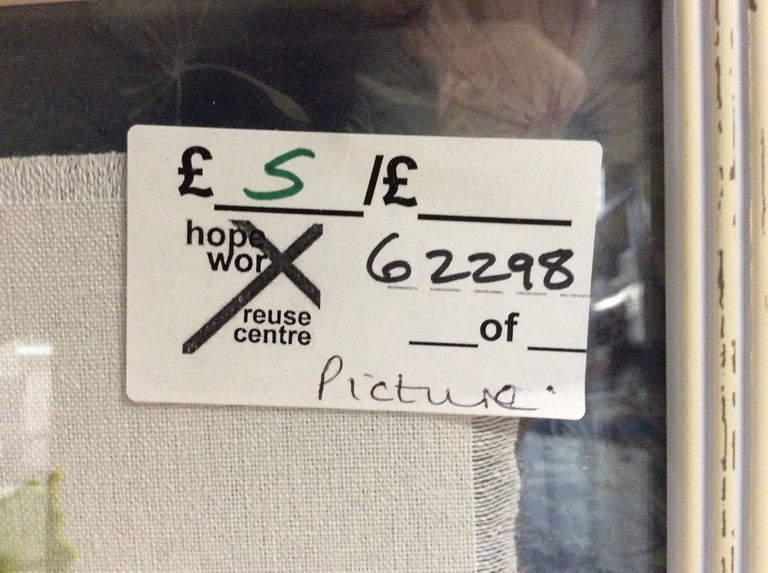 £ 5 /£
hope
wor
62298
reuse
centre
of
Picture.